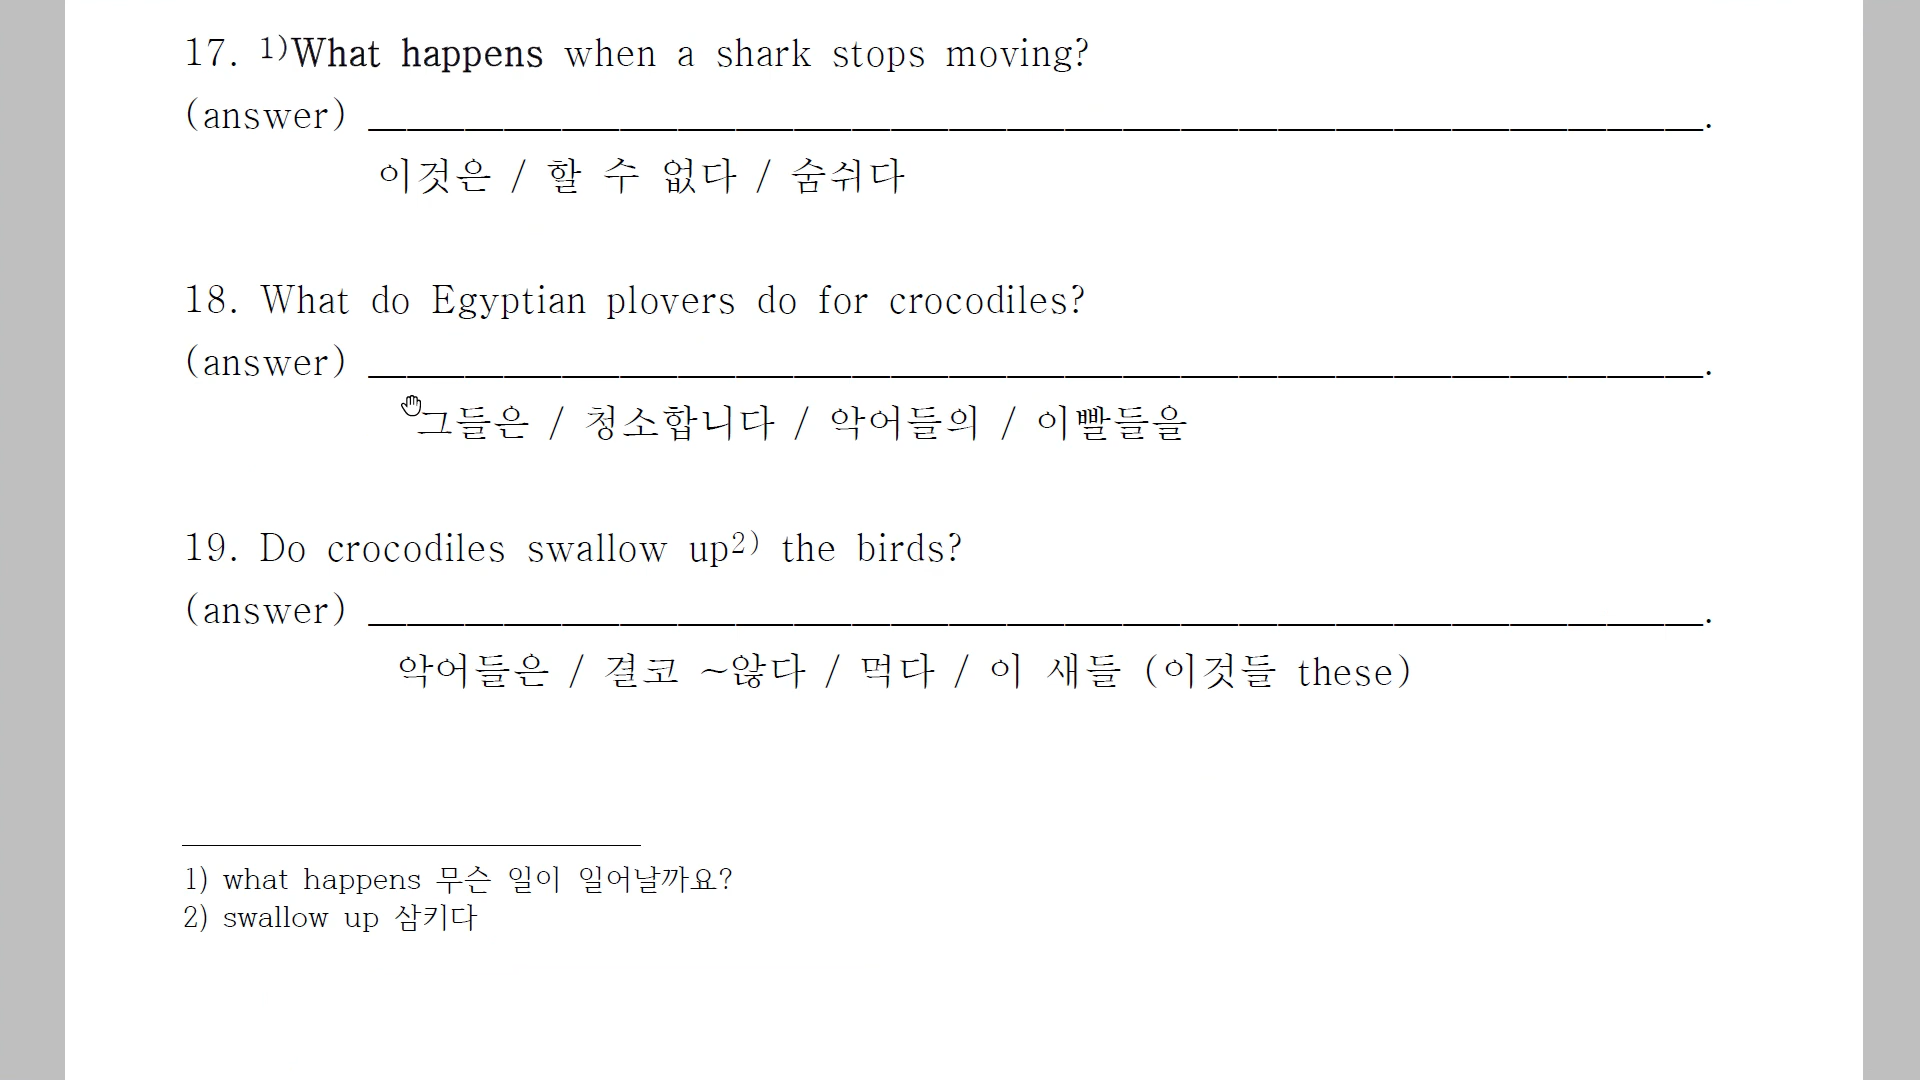 17. 1)What happens when a shark stops moving?
(answer) ______________________________.
이것은 / 할 수 없다 / 숨쉬다
18. What do Egyptian plovers do for crocodiles?
(answer) ______________________________.
그들은 / 청소합니다 / 악어들의 / 이빨들을
19. Do crocodiles swallow up2) the birds?
(answer) ______________________________.
악어들은 / 결코 ~않다 / 먹다 / 이 새들 (이것들 these)
1) what happens 무슨 일이 일어날까요?
2) swallow up 삼키다